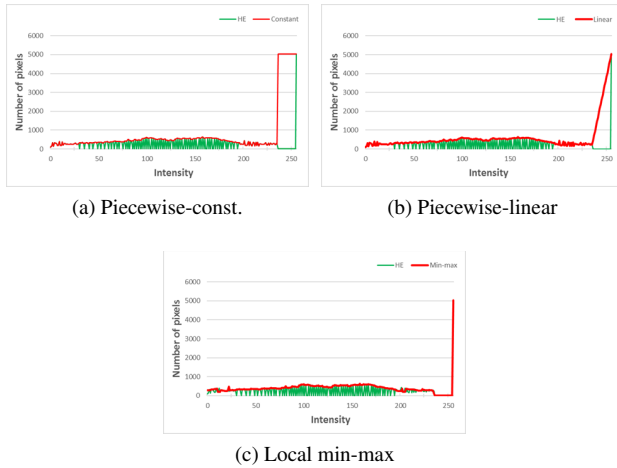 HE Constant
6000
5000
4000
3000
2000
1000
0
Number of pixels
0 50 100 150 200 250
Intensity
(a) Piecewise-const.
HE Linear
6000
5000
4000
3000
2000
1000
0
Number of pixels
0 50 100 150 200 250
Intensity
(b) Piecewise-linear
HE Min-max
6000
5000
4000
3000
2000
1000
0
Number of pixels
0 50 100 150 200 250
Intensity
(c) Local min-max